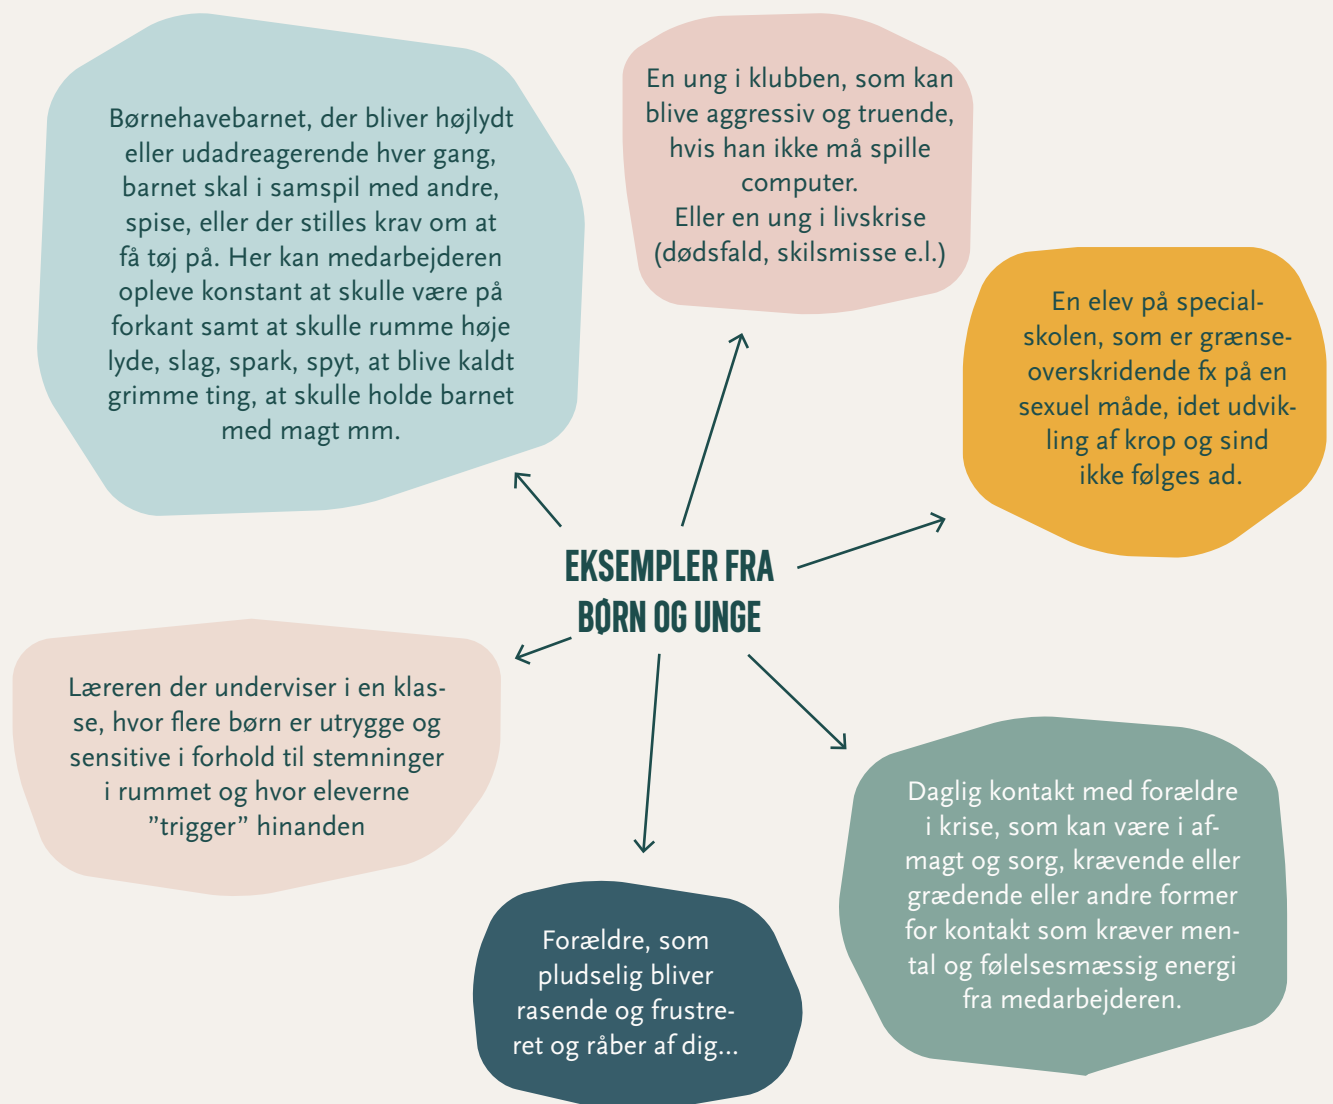 Børnehavebarnet, der bliver højlydt
eller udadreagerende hver gang,
barnet skal i samspil med andre,
spise, eller der stilles krav om at
få tøj på. Her kan medarbejderen
opleve konstant at skulle være på
forkant samt at skulle rumme høje
lyde, slag, spark, spyt, at blive kaldt
grimme ting, at skulle holde barnet
med magt mm.
En ung i klubben, som kan
blive aggressiv og truende,
hvis han ikke må spille
computer.
Eller en ung i livskrise
(dødsfald, skilsmisse e.l.)
En elev på special-
skolen, som er grænse-
overskridende fx på en
sexuel måde, idet udvik-
ling af krop og sind
ikke følges ad.
EKSEMPLER FRA
BØRN OG UNGE
Læreren der underviser i en klas-
se, hvor flere børn er utrygge og
sensitive i forhold til stemninger
i rummet og hvor eleverne
”trigger” hinanden
Forældre, som
pludselig bliver
rasende og frustre-
ret og råber af dig...
Daglig kontakt med forældre
i krise, som kan være i af-
magt og sorg, krævende eller
grædende eller andre former
for kontakt som kræver men-
tal og følelsesmæssig energi
fra medarbejderen.